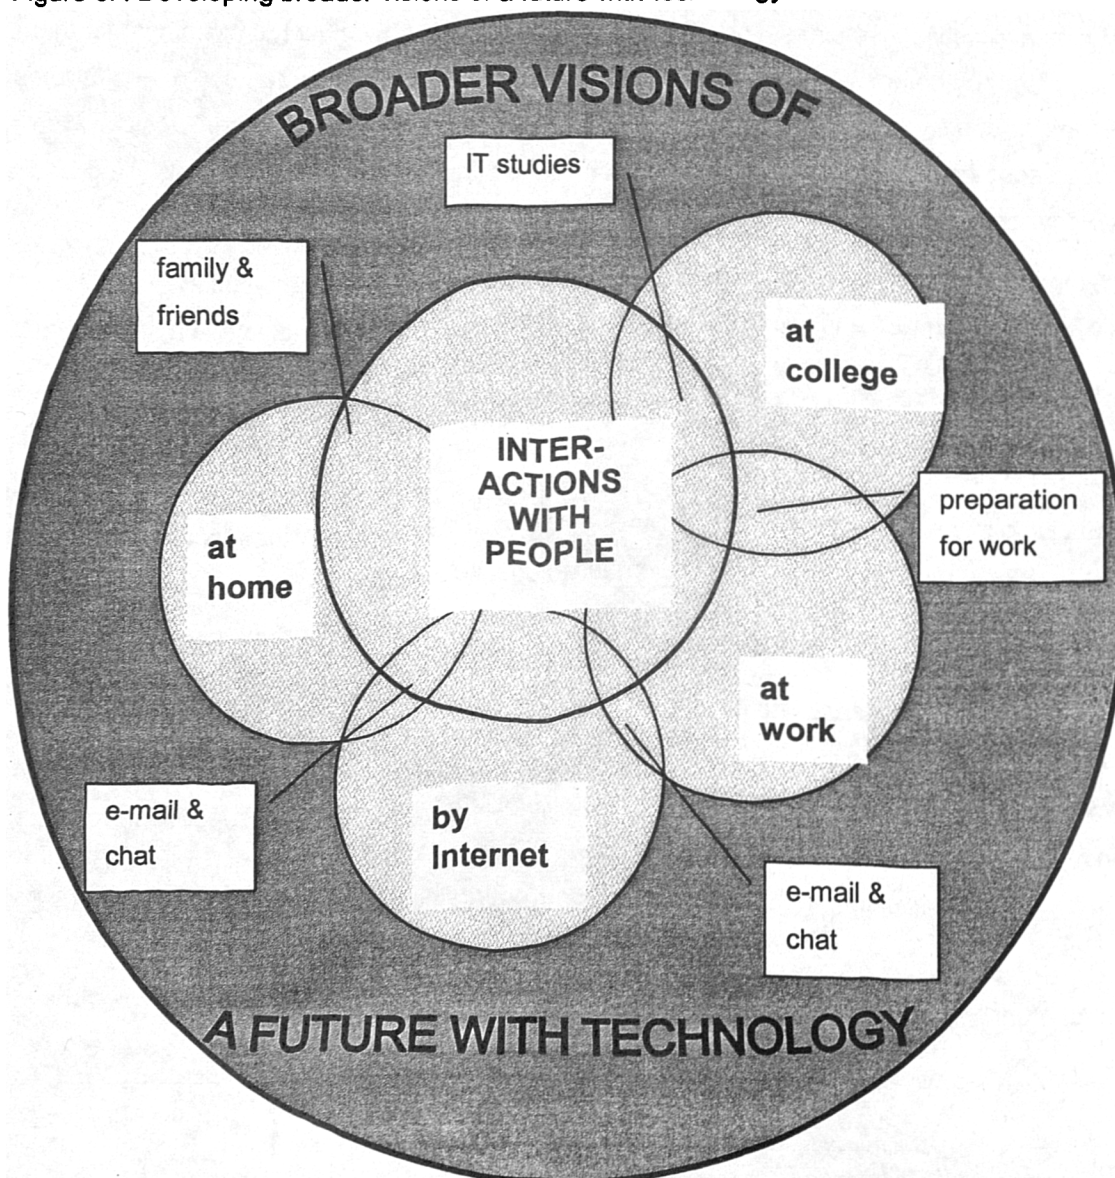 BROADER VISIONS OF
IT studies
family &
friends
at
college
INTER-
ACTIONS
WITH
PEOPLE
preparation
for work
at
home
at
work
by
Internet
e-mail &
chat
e-mail &
chat
A FUTURE WITH TECHNOLOGY